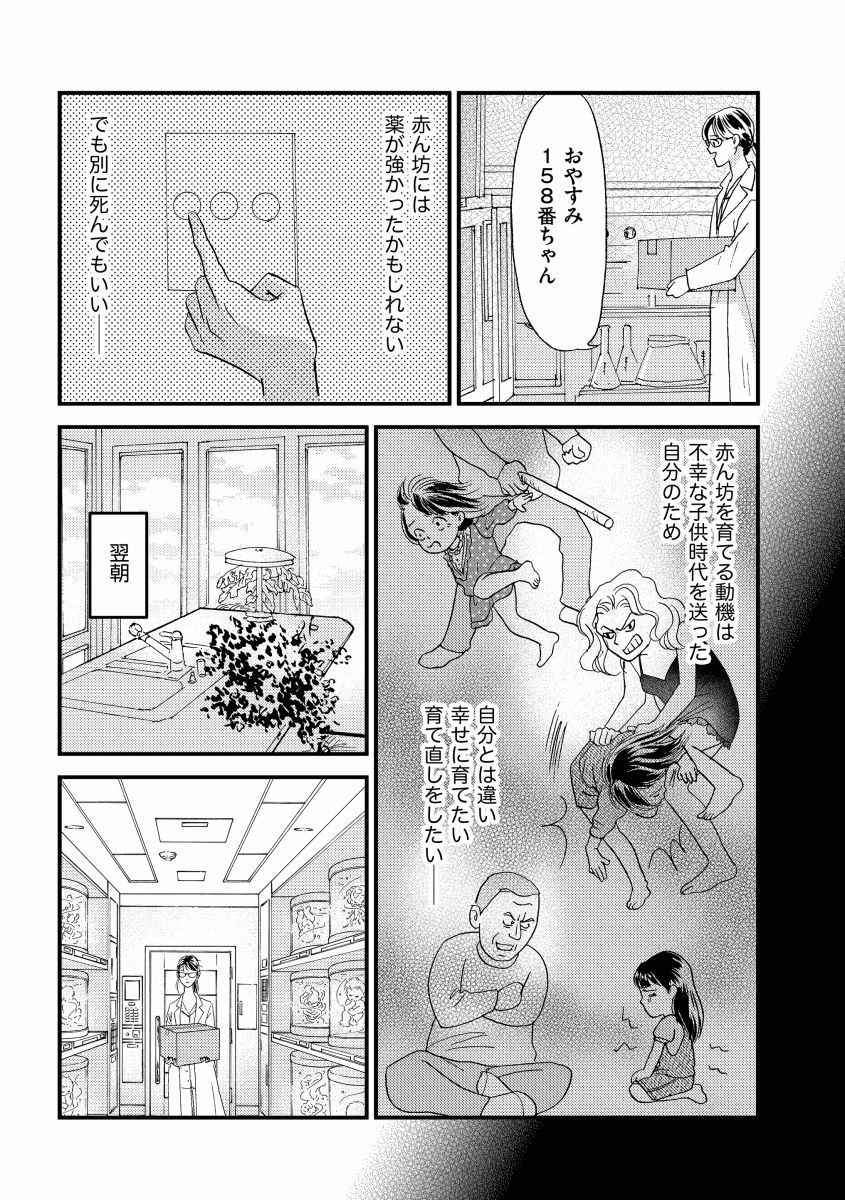 おやすみ
１５８番ちゃん
赤ん坊には
薬が強かったかもしれない
でも別に死んでもいい――
赤ん坊を育てる動機は
不幸な子供時代を送った
自分のため
自分とは違い
幸せに育てたい
育て直しをしたい――
翌朝